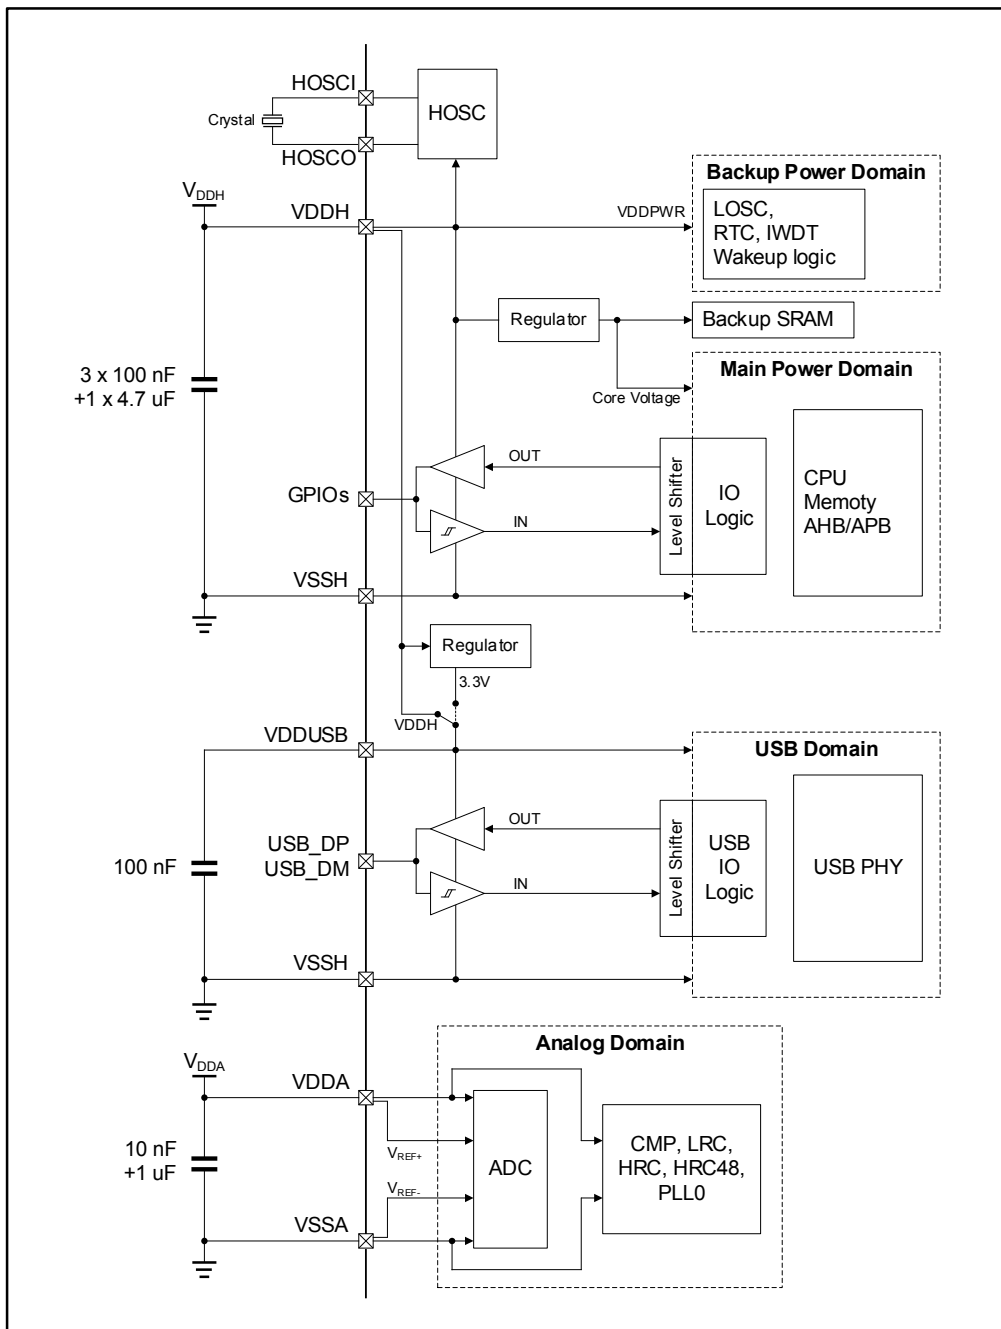 HOSCI
Crystal
HOSCO
HOSC
VDDH
VDDH
VDDPWR
Backup Power Domain
LOSC,
RTC, IWDT
Wakeup logic
Regulator
Backup SRAM
3 x 100 nF
+1 x 4.7 uF
Core Voltage
Main Power Domain
GPIOs
OUT
IN
Level Shifter
IO
Logic
CPU
Memoty
AHB/APB
VSSH
Regulator
3.3V
VDDH
VDDUSB
USB Domain
100 nF
USB_DP
USB_DM
OUT
IN
Level Shifter
USB
IO
Logic
USB PHY
VSSH
Analog Domain
VDDA
VDDA
10 nF
+1 uF
VREF+
VREF-
ADC
CMP, LRC,
HRC, HRC48,
PLL0
VSSA